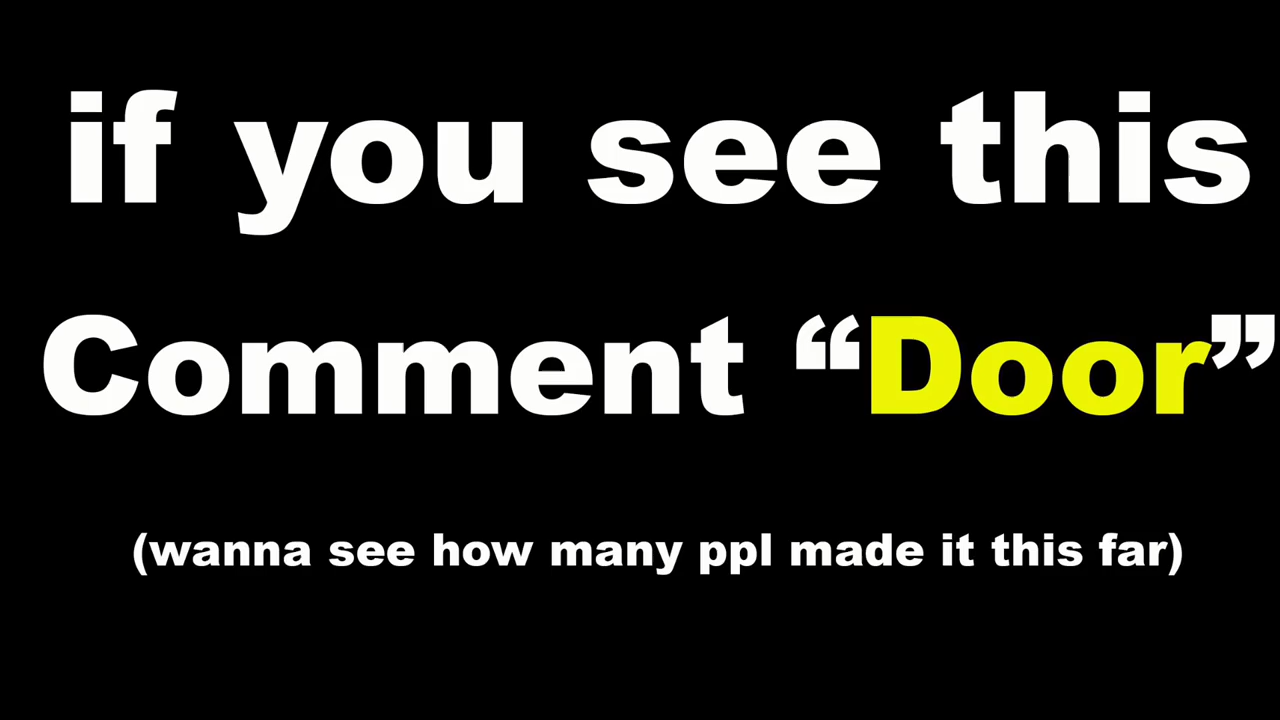 if you see this
Comment “Door”
(wanna see how many ppl made it this far)